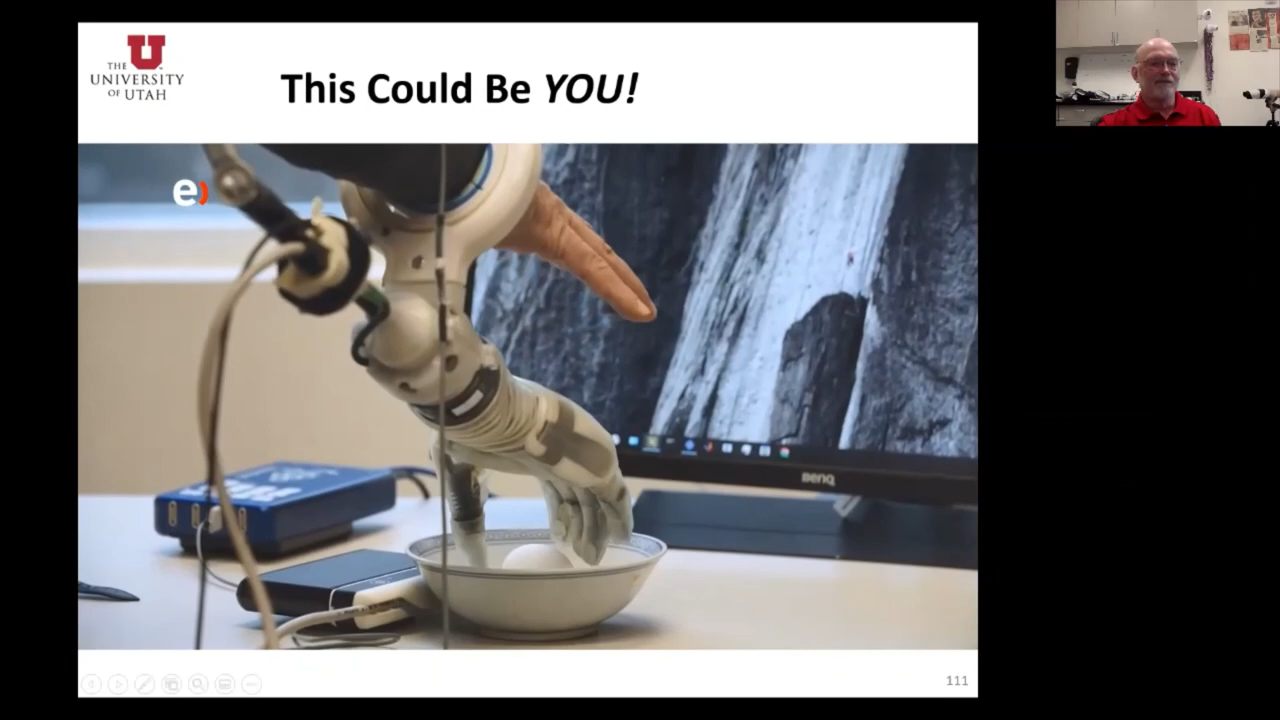 THE
UNIVERSITY
OF UTAH
This Could Be YOU!
e)
BenQ
111